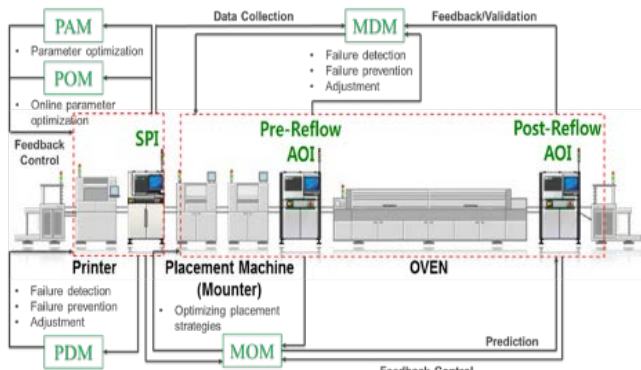 PAM
Data Collection
MDM
Feedback/Validation
• Parameter optimization
• Failure detection
• Failure prevention
• Adjustment
POM
• Online parameter
optimization
SPI
Pre-Reflow
AOI
Post-Reflow
AOI
Feedback
Control
Printer
Placement Machine
(Mounter)
OVEN
• Failure detection
• Failure prevention
• Adjustment
• Optimizing placement
strategies
PDM
MOM
Prediction
Feedback Control